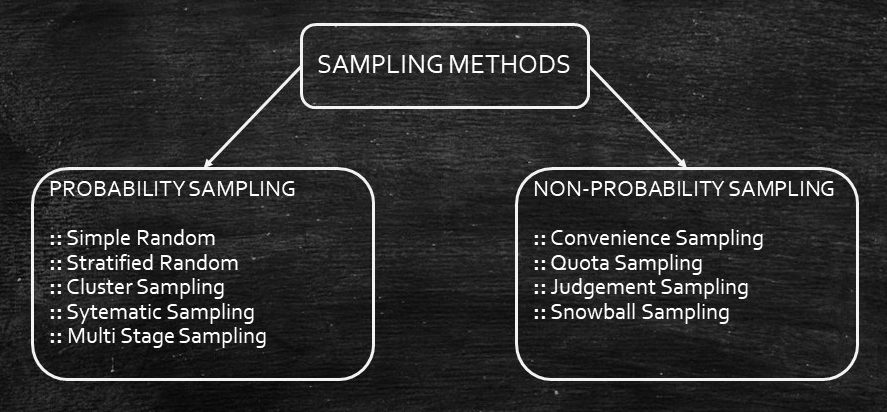 SAMPLING METHODS
PROBABILITY SAMPLING
:: Simple Random
:: Stratified Random
:: Cluster Sampling
:: Sytematic Sampling
:: Multi Stage Sampling
NON-PROBABILITY SAMPLING
:: Convenience Sampling
:: Quota Sampling
:: Judgement Sampling
:: Snowball Sampling